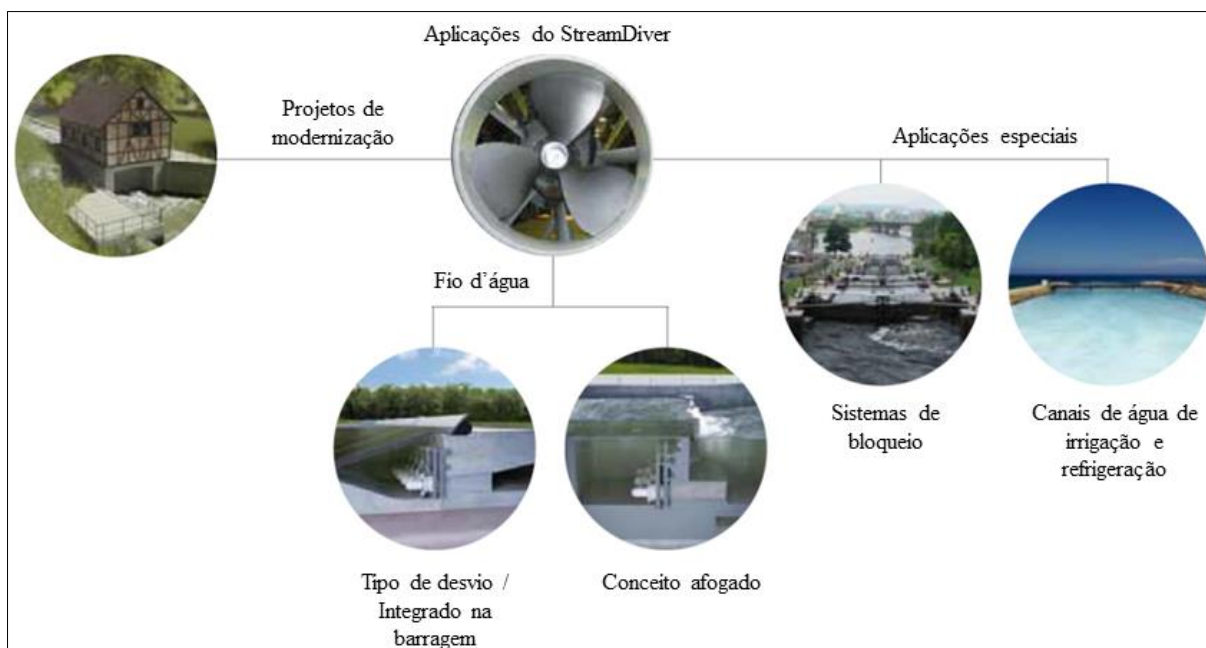 Aplicações do StreamDiver
Projetos de
modernização
Aplicações especiais
Fio d'água
Sistemas de
bloqueio
Canais de água de
irrigação e
refrigeração
Tipo de desvio /
Integrado na
barragem
Conceito afogado